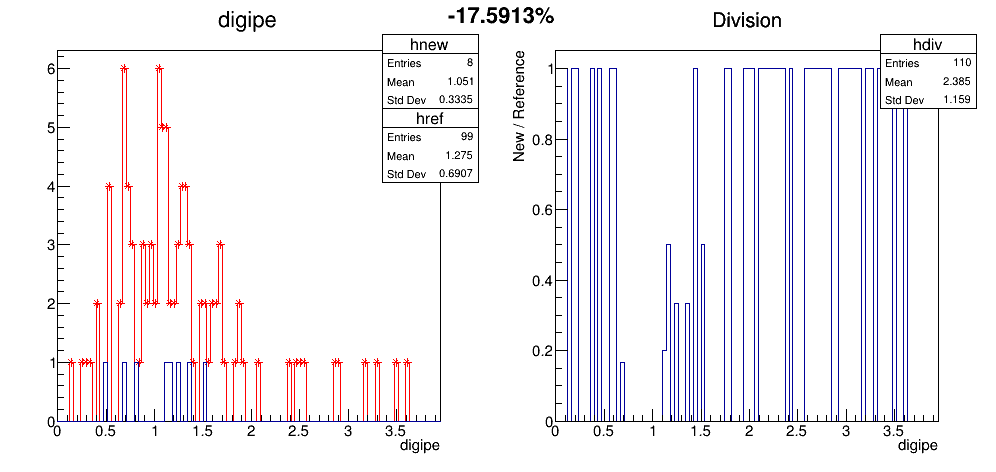 -17.5913%
digipe
hnew
Entries 8
Mean 1.051
Std Dev 0.3335
href
Entries 99
Mean 1.275
Std Dev 0.6907
6
5
4
3
2
1
0
0 0.5 1 1.5 2 2.5 3 3.5
digipe
Division
hdiv
Entries 110
Mean 2.385
Std Dev 1.159
New / Reference
1
0.8
0.6
0.4
0.2
0
0 0.5 1 1.5 2 2.5 3 3.5
digipe